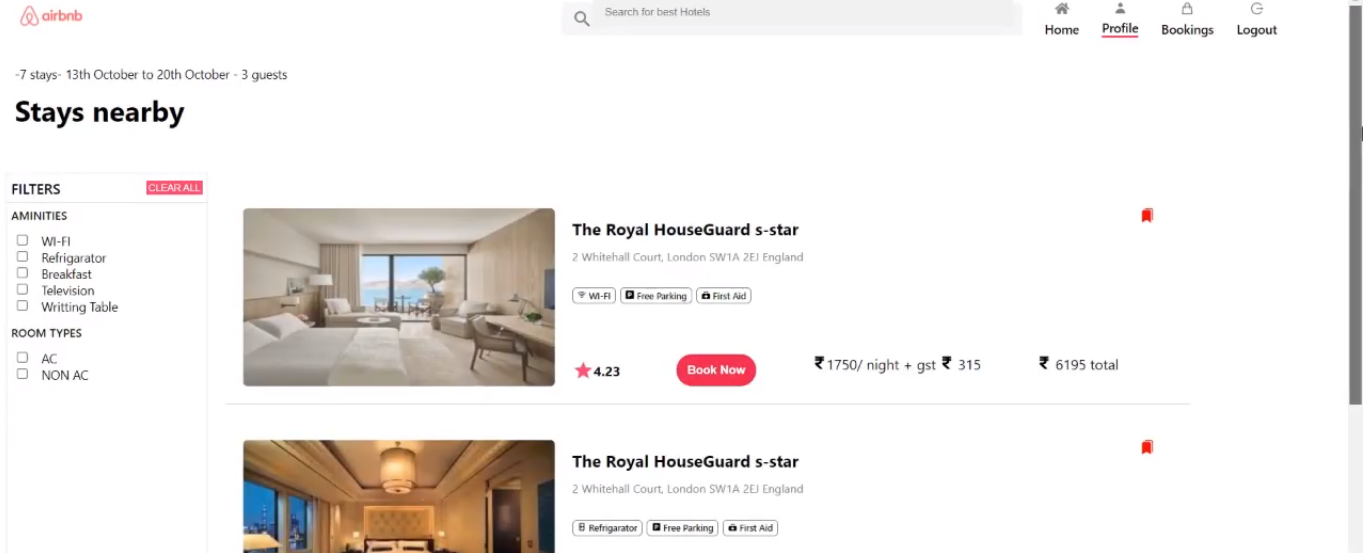 airbnb
Search for best Hotels
Home
Profile
Bookings
Logout
-7 stays- 13th October to 20th October - 3 guests
Stays nearby
FILTERS
CLEAR ALL
AMINITIES
WI-FI
Refrigarator
Breakfast
Television
Writting Table
ROOM TYPES
AC
NON AC
The Royal HouseGuard s-star
2 Whitehall Court, London SW1A 2EJ England
WI-FI
Free Parking
First Aid
4.23
Book Now
₹ 1750/ night + gst ₹ 315
₹ 6195 total
The Royal HouseGuard s-star
2 Whitehall Court, London SW1A 2EJ England
Refrigarator
Free Parking
First Aid